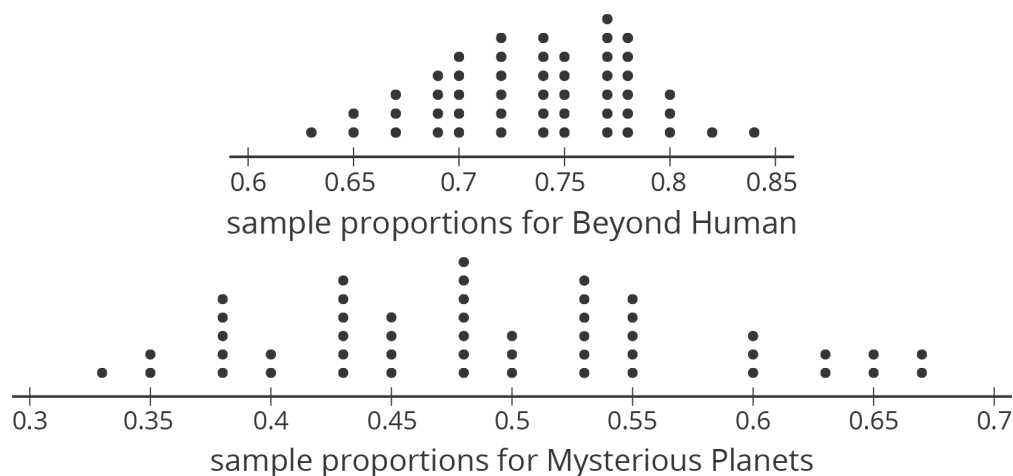 0.6 0.65 0.7 0.75 0.8 0.85
sample proportions for Beyond Human
0.3 0.35 0.4 0.45 0.5 0.55 0.6 0.65 0.7
sample proportions for Mysterious Planets